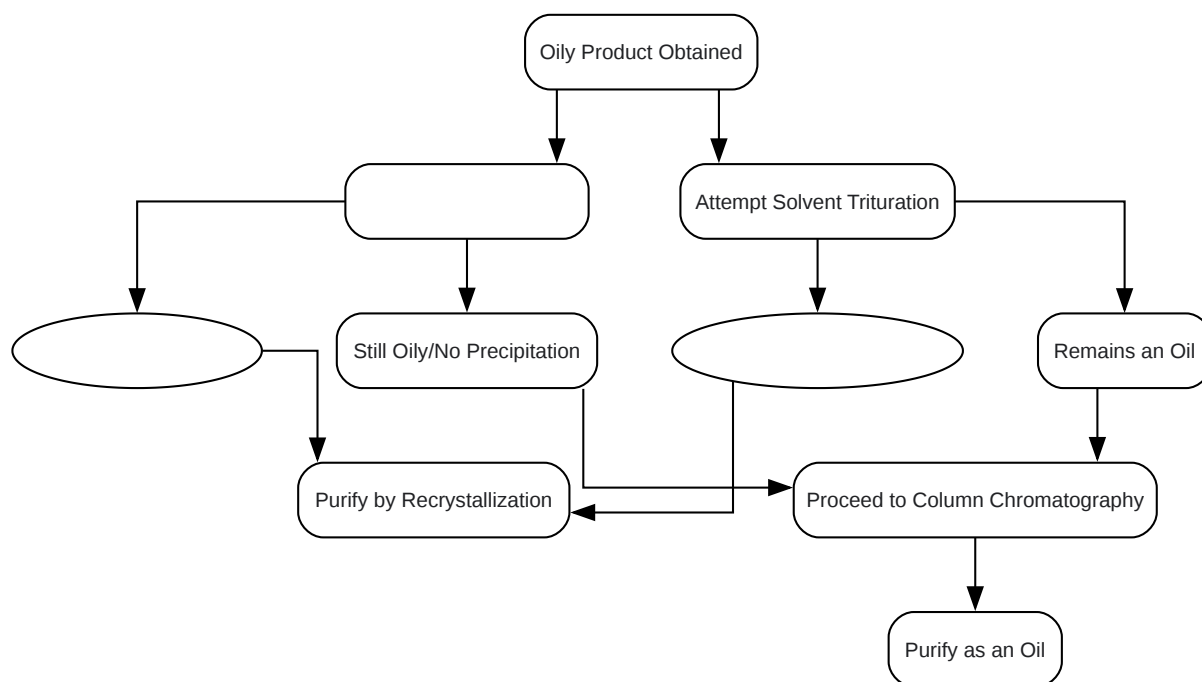 Oily Product Obtained
Attempt Solvent Trituration
Still Oily/No Precipitation
Remains an Oil
Purify by Recrystallization
Proceed to Column Chromatography
Purify as an Oil